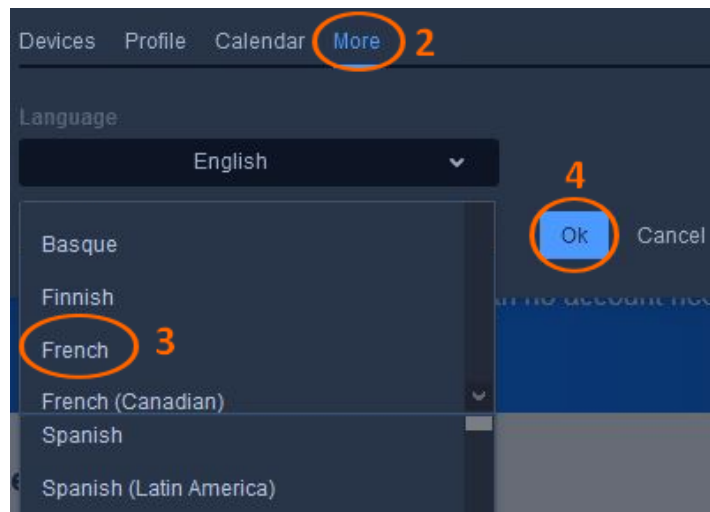 Devices Profile Calendar More 2
Language
English
4
Ok Cancel
Basque
Finnish
French 3
French (Canadian)
Spanish
Spanish (Latin America)